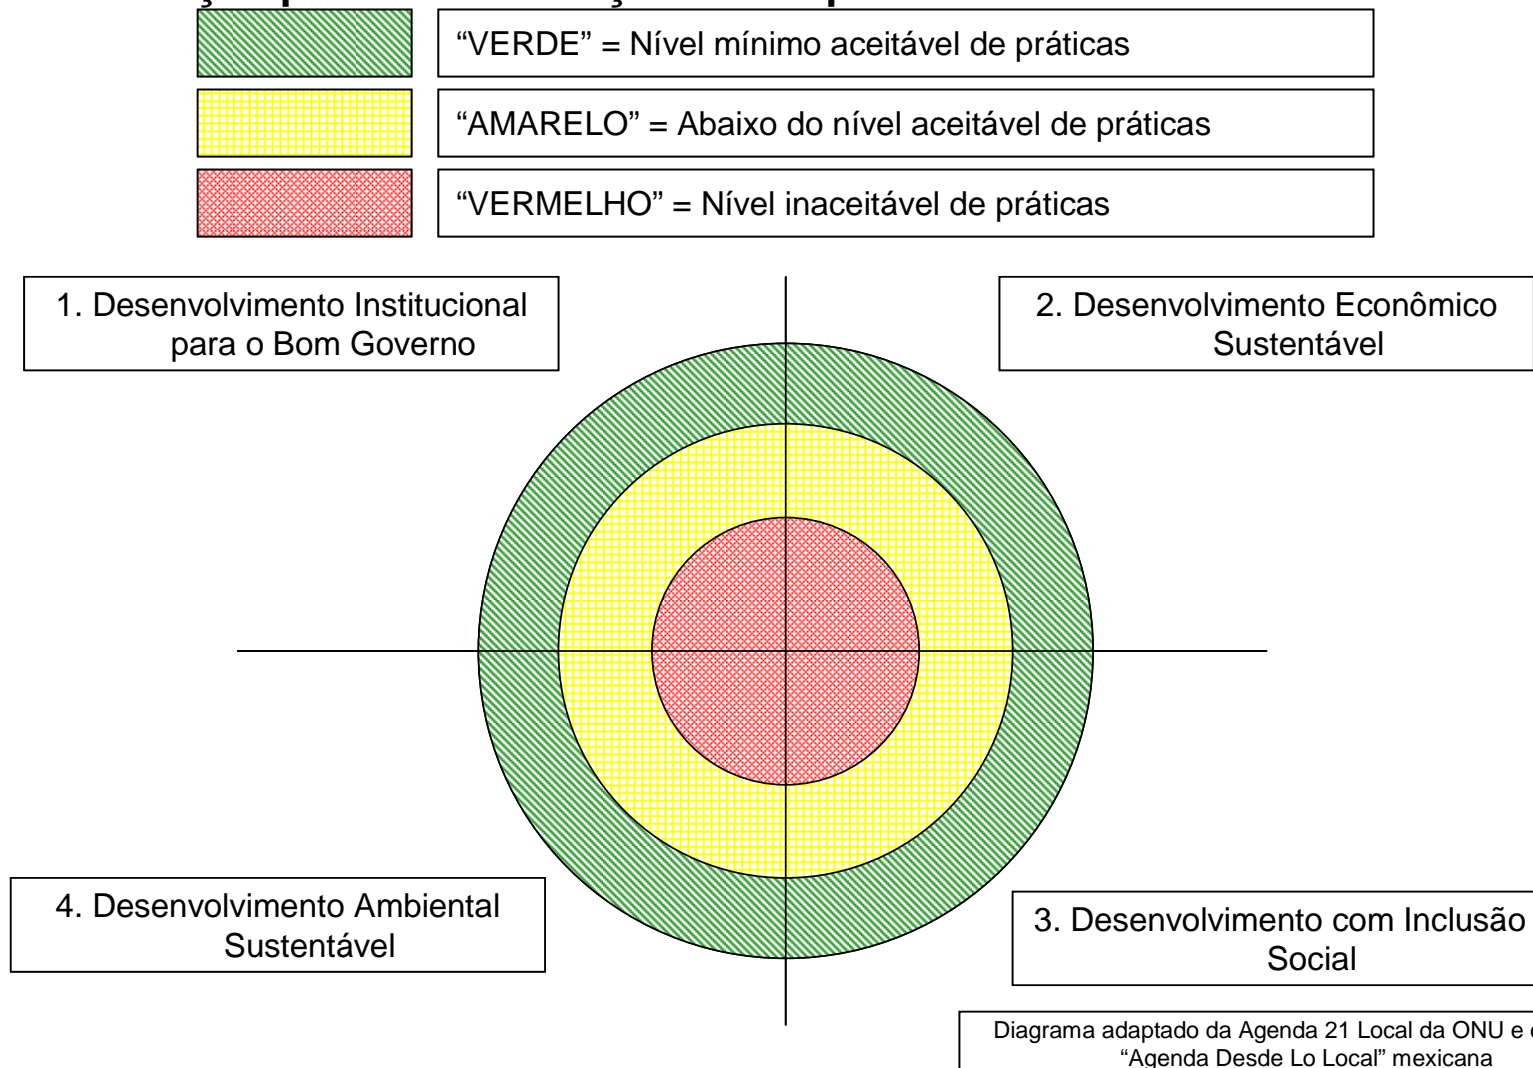 “VERDE” = Nível mínimo aceitável de práticas
“AMARELO” = Abaixo do nível aceitável de práticas
“VERMELHO” = Nível inaceitável de práticas
1. Desenvolvimento Institucional
para o Bom Governo
2. Desenvolvimento Econômico
Sustentável
4. Desenvolvimento Ambiental
Sustentável
3. Desenvolvimento com Inclusão
Social
Diagrama adaptado da Agenda 21 Local da ONU e
“Agenda Desde Lo Local” mexicana